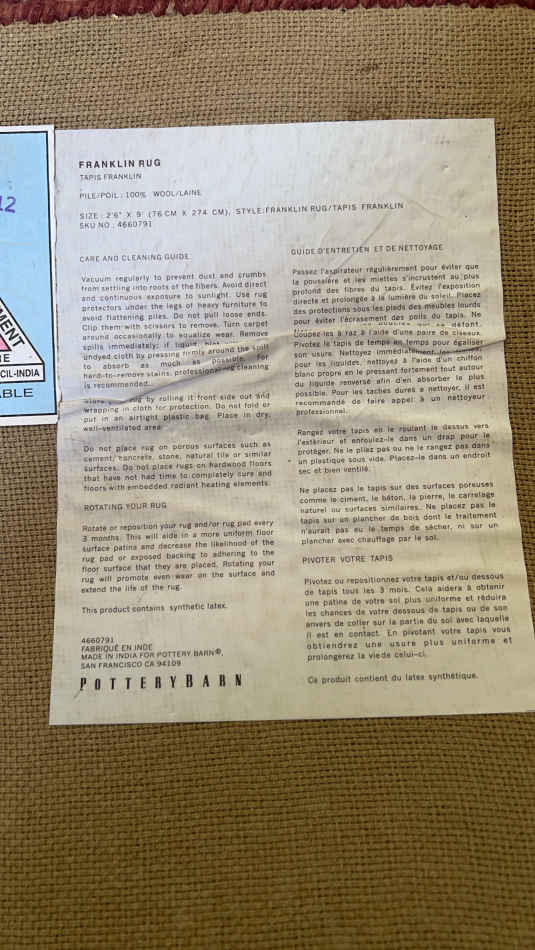 12
MENT
NE
CIL-INDIA
ABLE
FRANKLIN RUG
TAPIS FRANKLIN
PILE/POIL : 100% WOOL/LAINE
SIZE : 2'6" X 9' (76 CM X 274 CM), STYLE:FRANKLIN RUG/TAPIS FRANKLIN
SKU NO : 4660791
CARE AND CLEANING GUIDE
Vacuum regularly to prevent dust and crumbs
from settling into roots of the fibers. Avoid direct
and continuous exposure to sunlight. Use rug
protectors under the legs of heavy furniture to
avoid flattening piles. Do not pull loose ends.
Clip them with scissors to remove. Turn carpet
around occasionally to equalize wear. Remove
spills immediately; if liquid, blot
undyed cloth by pressing firmly around the spill
to absorb as much as possible. For
hard-to-remove stains, professional rug cleaning
is recommended.
rug by rolling it front side out and
wrapping in cloth for protection. Do not fold or
put in an airtight plastic bag. Place in dry,
well-ventilated area.
Do not place rug on porous surfaces such as
cement, concrete, stone, natural tile or similar
surfaces. Do not place rugs on hardwood floors
that have not had time to completely cure and
floors with embedded radiant heating elements.
ROTATING YOUR RUG
Rotate or reposition your rug and/or rug pad every
3 months. This will aide in a more uniform floor
surface patina and decrease the likelihood of the
rug pad or exposed backing to adhering to the
floor surface that they are placed. Rotating your
rug will promote even wear on the surface and
extend the life of the rug.
This product contains synthetic latex.
4660791
FABRIQUÉ EN INDE
MADE IN INDIA FOR POTTERY BARN®,
SAN FRANCISCO CA 94109
POTTERYBARN
GUIDE D'ENTRETIEN ET DE NETTOYAGE
Passez l'aspirateur régulièrement pour éviter que
la poussière et les miettes s'incrustent au plus
profond des fibres du tapis. Évitez l'exposition
directe et prolongée à la lumière du soleil. Placez
des protections sous les pieds des meubles lourds
pour éviter l'écrasement des poils du tapis. Ne
défont.
Coupez-les à raz à l'aide d'une paire de ciseaux.
Pivotez le tapis de temps en temps pour égaliser
son usure. Nettoyez immédiatement
pour les liquides, nettoyez à l'aide d'un chiffon
blanc propre en le pressant fortement tout autour
du liquide renversé afin d'en absorber le plus
possible. Pour les taches dures a nettoyer, il est
recommandé de faire appel à un nettoyeur
professionnel.
Rangez votre tapis en le roulant le dessus vers
l'extérieur et enroulez-le dans un drap pour le
protéger. Ne le pliez pas ou ne le rangez pas dans
un plastique sous vide. Placez-le dans un endroit
sec et bien ventilé.
Ne placez pas le tapis sur des surfaces poreuses
comme le ciment, le béton, la pierre, le carrelage
naturel ou surfaces similaires. Ne placez pas le
tapis sur un plancher de bois dont le traitement
n'aurait pas eu le temps de sécher, ni sur un
plancher avec chauffage par le sol.
PIVOTER VOTRE TAPIS
Pivotez ou repositionnez votre tapis et/ou dessous
de tapis tous les 3 mois. Cela aidera à obtenir
une patine de votre sol plus uniforme et réduira
les chances de votre dessous de tapis ou de son
anvers de coller sur la partie du sol avec laquelle
il est en contact. En pivotant votre tapis vous
obtiendrez une usure plus uniforme et
prolongerez la vie de celui-ci.
Ce produit contient du latex synthétique.